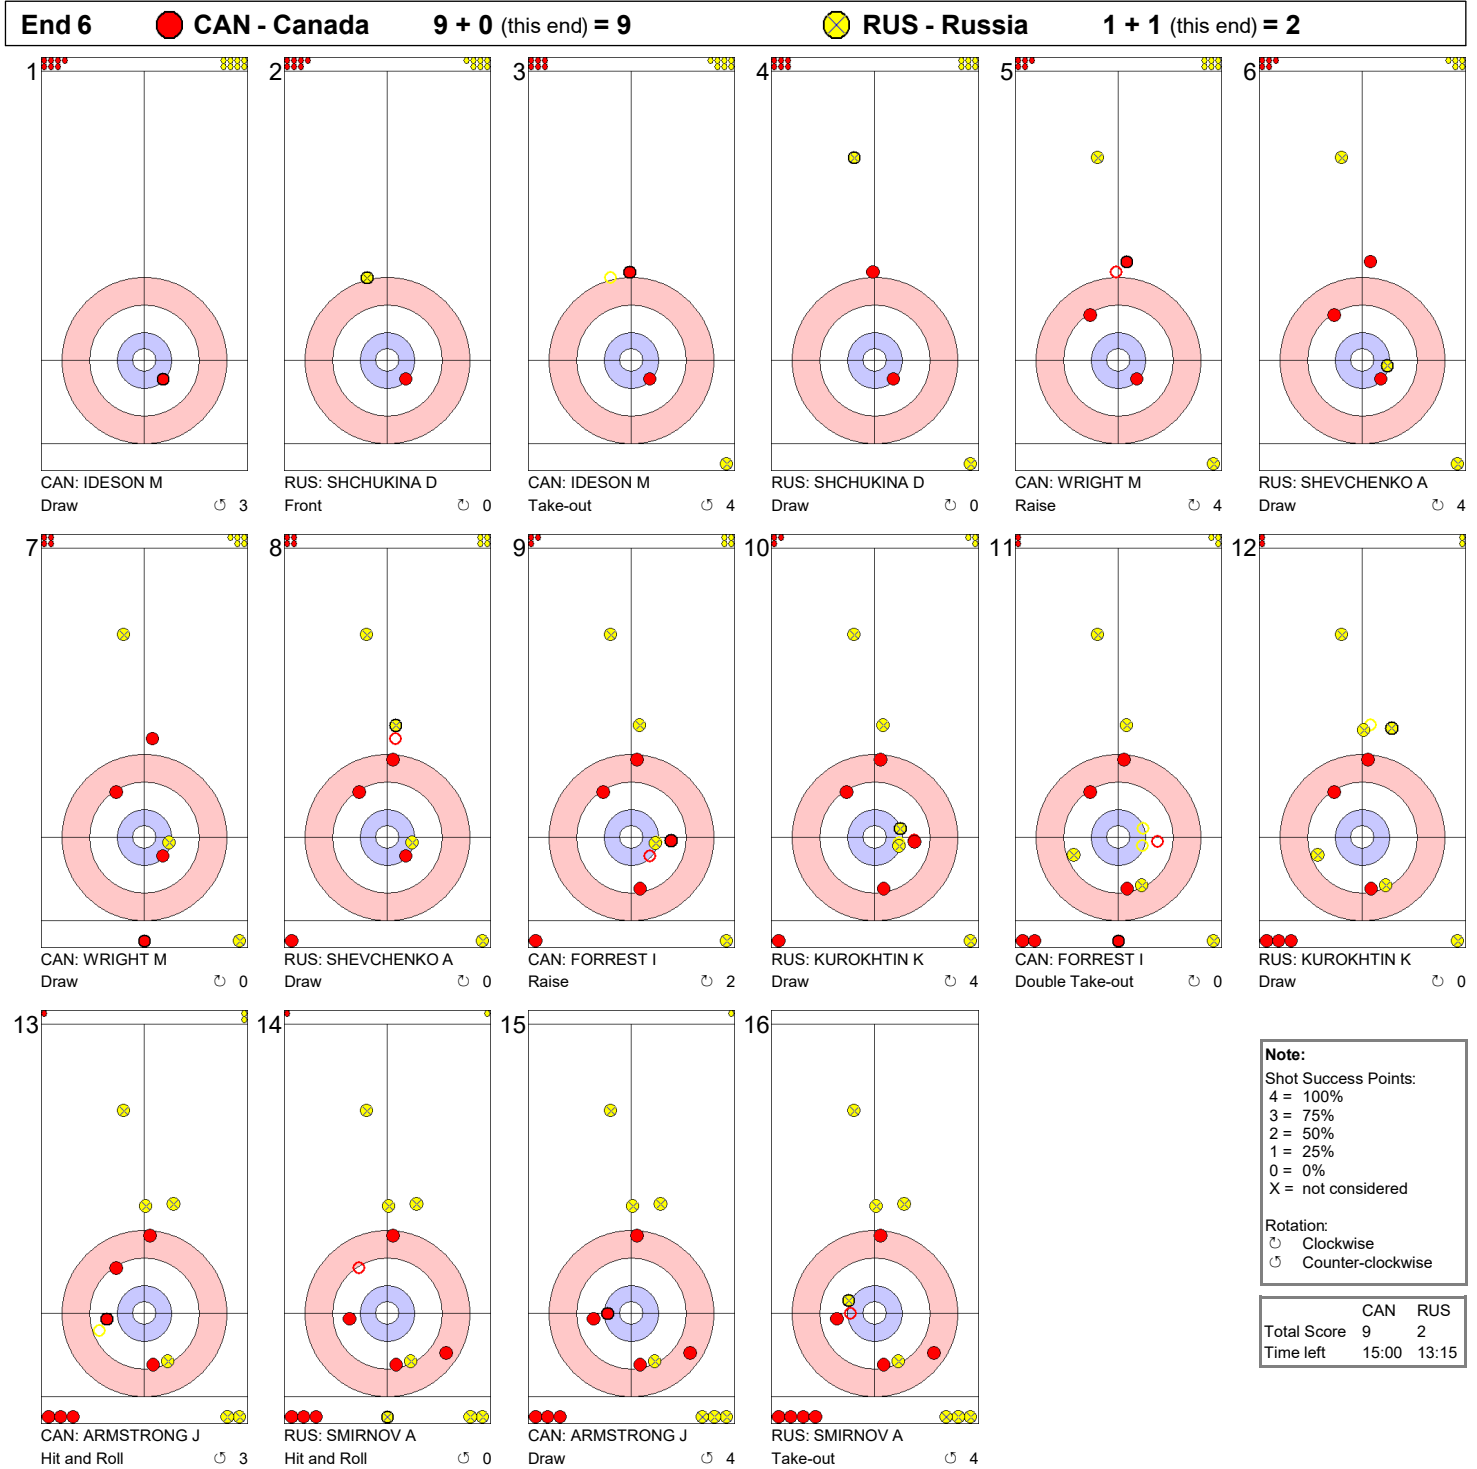 End 6 CAN - Canada 9 + 0 (this end) = 9 RUS - Russia 1 + 1 (this end) = 2
1 2 3 4 5 6
CAN: IDESON M RUS: SHCHUKINA D CAN: IDESON M RUS: SHCHUKINA D CAN: WRIGHT M RUS: SHEVCHENKO A
Draw 3 Front 0 Take-out 4 Draw 0 Raise 4 Draw 4
7 8 9 10 11 12
CAN: WRIGHT M RUS: SHEVCHENKO A CAN: FORREST I RUS: KUROKHTIN K CAN: FORREST I RUS: KUROKHTIN K
Draw 0 Draw 0 Raise 2 Draw 4 Double Take-out 0 Draw 0
13 14 15 16
CAN: ARMSTRONG J RUS: SMIRNOV A CAN: ARMSTRONG J RUS: SMIRNOV A
Hit and Roll 3 Hit and Roll 0 Draw 4 Take-out 4
Note:
Shot Success Points:
4 = 100%
3 = 75%
2 = 50%
1 = 25%
0 = 0%
X = not considered
Rotation:
Clockwise
Counter-clockwise
CAN RUS
Total Score 9 2
Time left 15:00 13:15